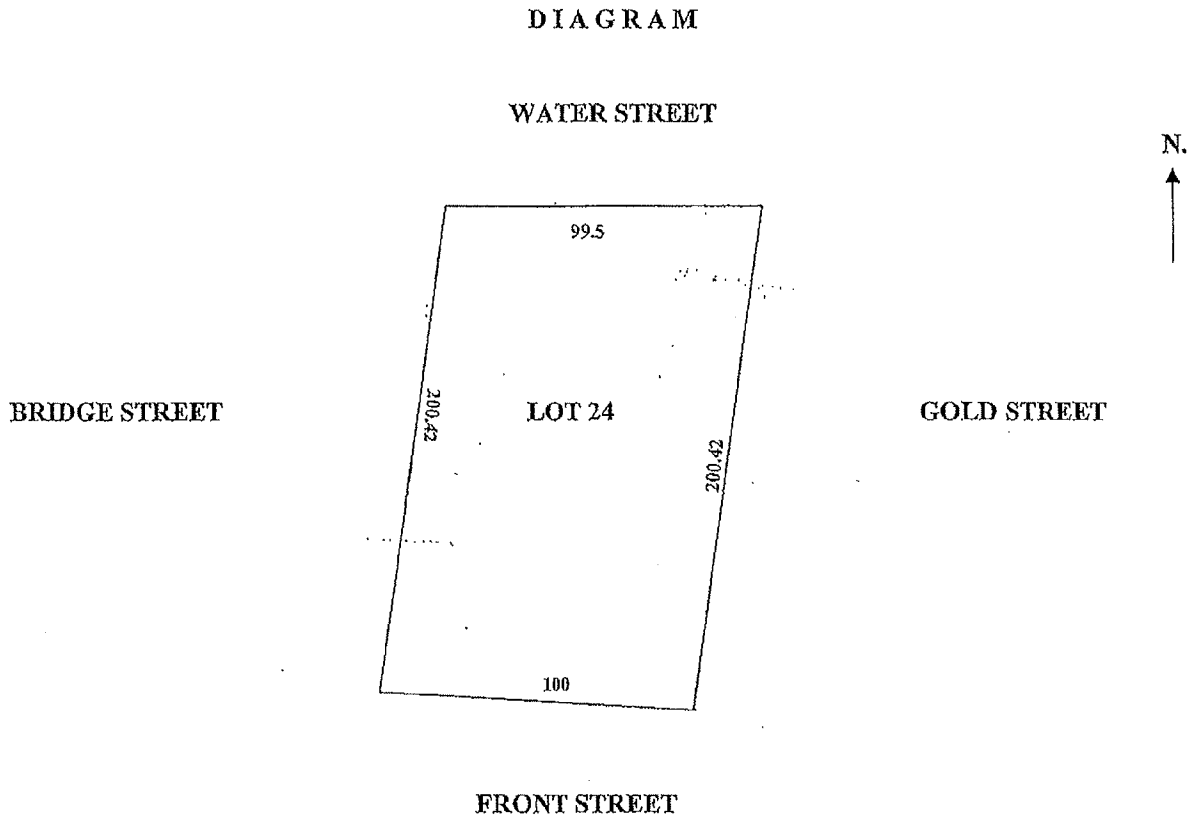 DIAGRAM
WATER STREET
N.
99.5
BRIDGE STREET
200.42
LOT 24
200.42
GOLD STREET
100
FRONT STREET